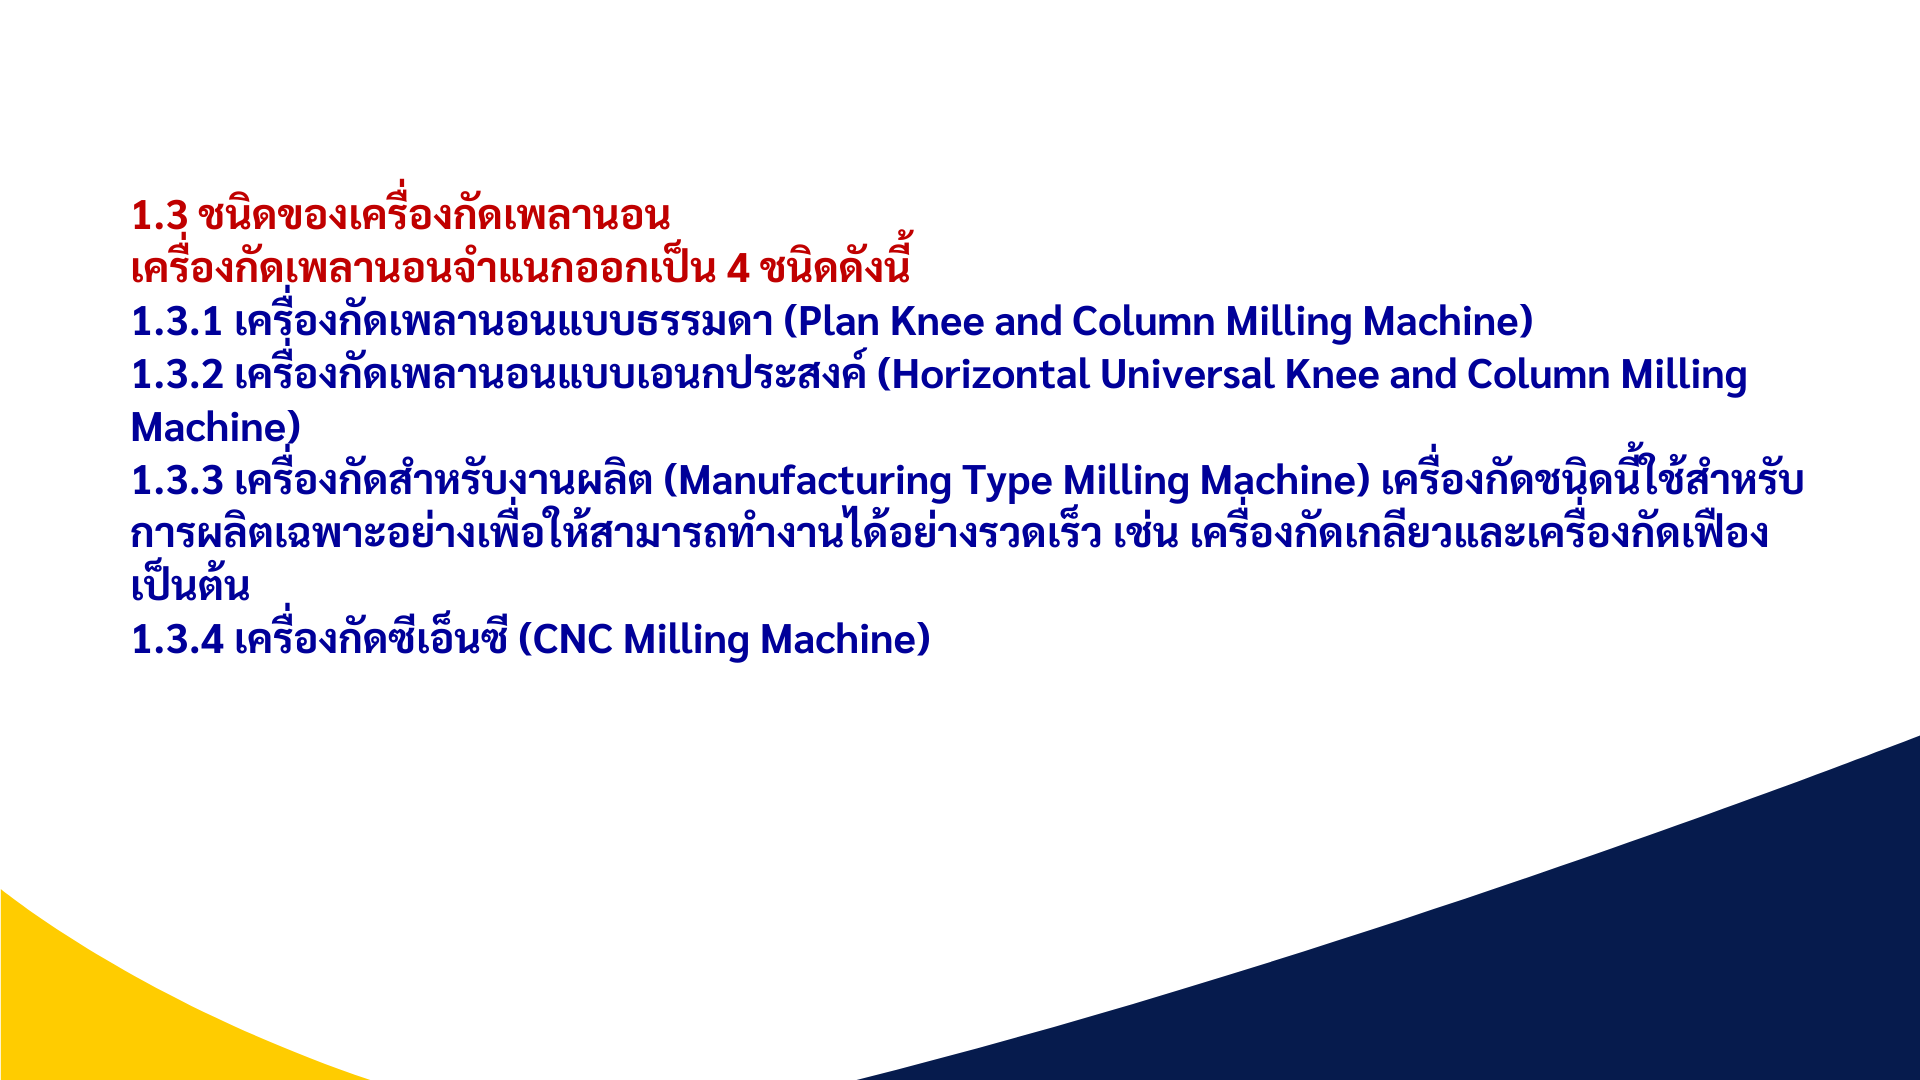 1.3 ชนิดของเครื่องกัดเพลานอน
เครื่องกัดเพลานอนจำแนกออกเป็น 4 ชนิดดังนี้
1.3.1 เครื่องกัดเพลานอนแบบธรรมดา (Plan Knee and Column Milling Machine)
1.3.2 เครื่องกัดเพลานอนแบบเอนกประสงค์ (Horizontal Universal Knee and Column Milling
Machine)
1.3.3 เครื่องกัดสำหรับงานผลิต (Manufacturing Type Milling Machine) เครื่องกัดชนิดนี้ใช้สำหรับ
การผลิตเฉพาะอย่างเพื่อให้สามารถทำงานได้อย่างรวดเร็ว เช่น เครื่องกัดเกลียวและเครื่องกัดเฟือง
เป็นต้น
1.3.4 เครื่องกัดซีเอ็นซี (CNC Milling Machine)